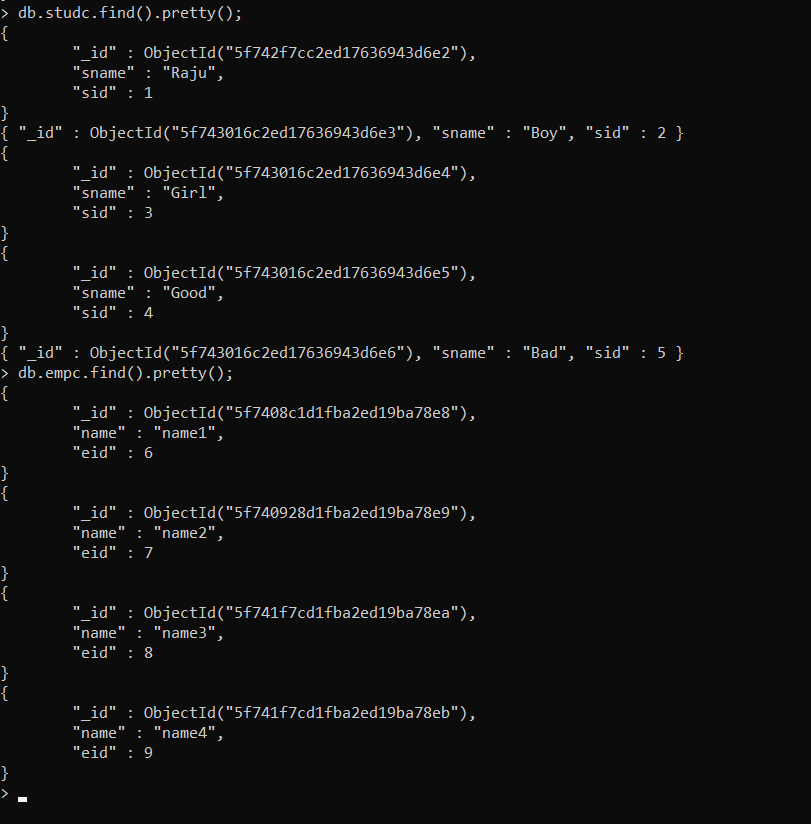 > db.studc.find().pretty();
{
        "_id" : ObjectId("5f742f7cc2ed17636943d6e2"),
        "sname" : "Raju",
        "sid" : 1
}
{ "_id" : ObjectId("5f743016c2ed17636943d6e3"), "sname" : "Boy", "sid" : 2 }
{
        "_id" : ObjectId("5f743016c2ed17636943d6e4"),
        "sname" : "Girl",
        "sid" : 3
}
{
        "_id" : ObjectId("5f743016c2ed17636943d6e5"),
        "sname" : "Good",
        "sid" : 4
}
{ "_id" : ObjectId("5f743016c2ed17636943d6e6"), "sname" : "Bad", "sid" : 5 }
> db.empc.find().pretty();
{
        "_id" : ObjectId("5f7408c1d1fba2ed19ba78e8"),
        "name" : "name1",
        "eid" : 6
}
{
        "_id" : ObjectId("5f740928d1fba2ed19ba78e9"),
        "name" : "name2",
        "eid" : 7
}
{
        "_id" : ObjectId("5f741f7cd1fba2ed19ba78ea"),
        "name" : "name3",
        "eid" : 8
}
{
        "_id" : ObjectId("5f741f7cd1fba2ed19ba78eb"),
        "name" : "name4",
        "eid" : 9
}
>